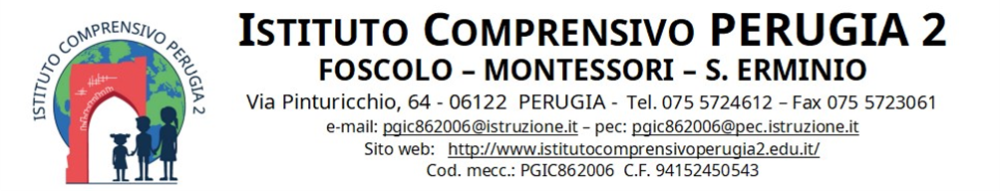 ISTITUTO COMPRENSIVO PERUGIA 2
ISTITUTO COMPRENSIVO PERUGIA 2
FOSCOLO – MONTESSORI – S. ERMINIO
Via Pinturicchio, 64 - 06122 PERUGIA - Tel. 075 5724612 – Fax 075 5723061
e-mail: pgic862006@istruzione.it – pec: pgic862006@pec.istruzione.it
Sito web: http://www.istitutocomprensivoperugia2.edu.it/
Cod. mecc.: PGIC862006 C.F. 94152450543